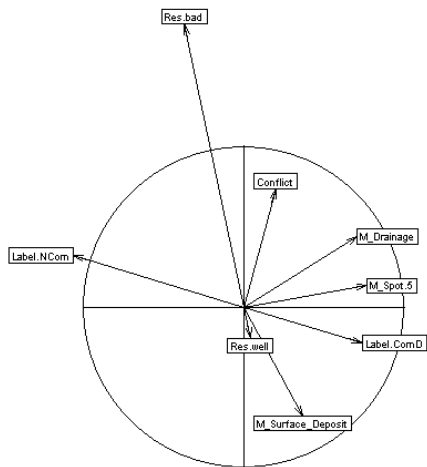 Res.bad
Conflict
M_Drainage
Label.NCom
M_Spot.5
Label.ComD
Res.well
M_Surface_Deposit